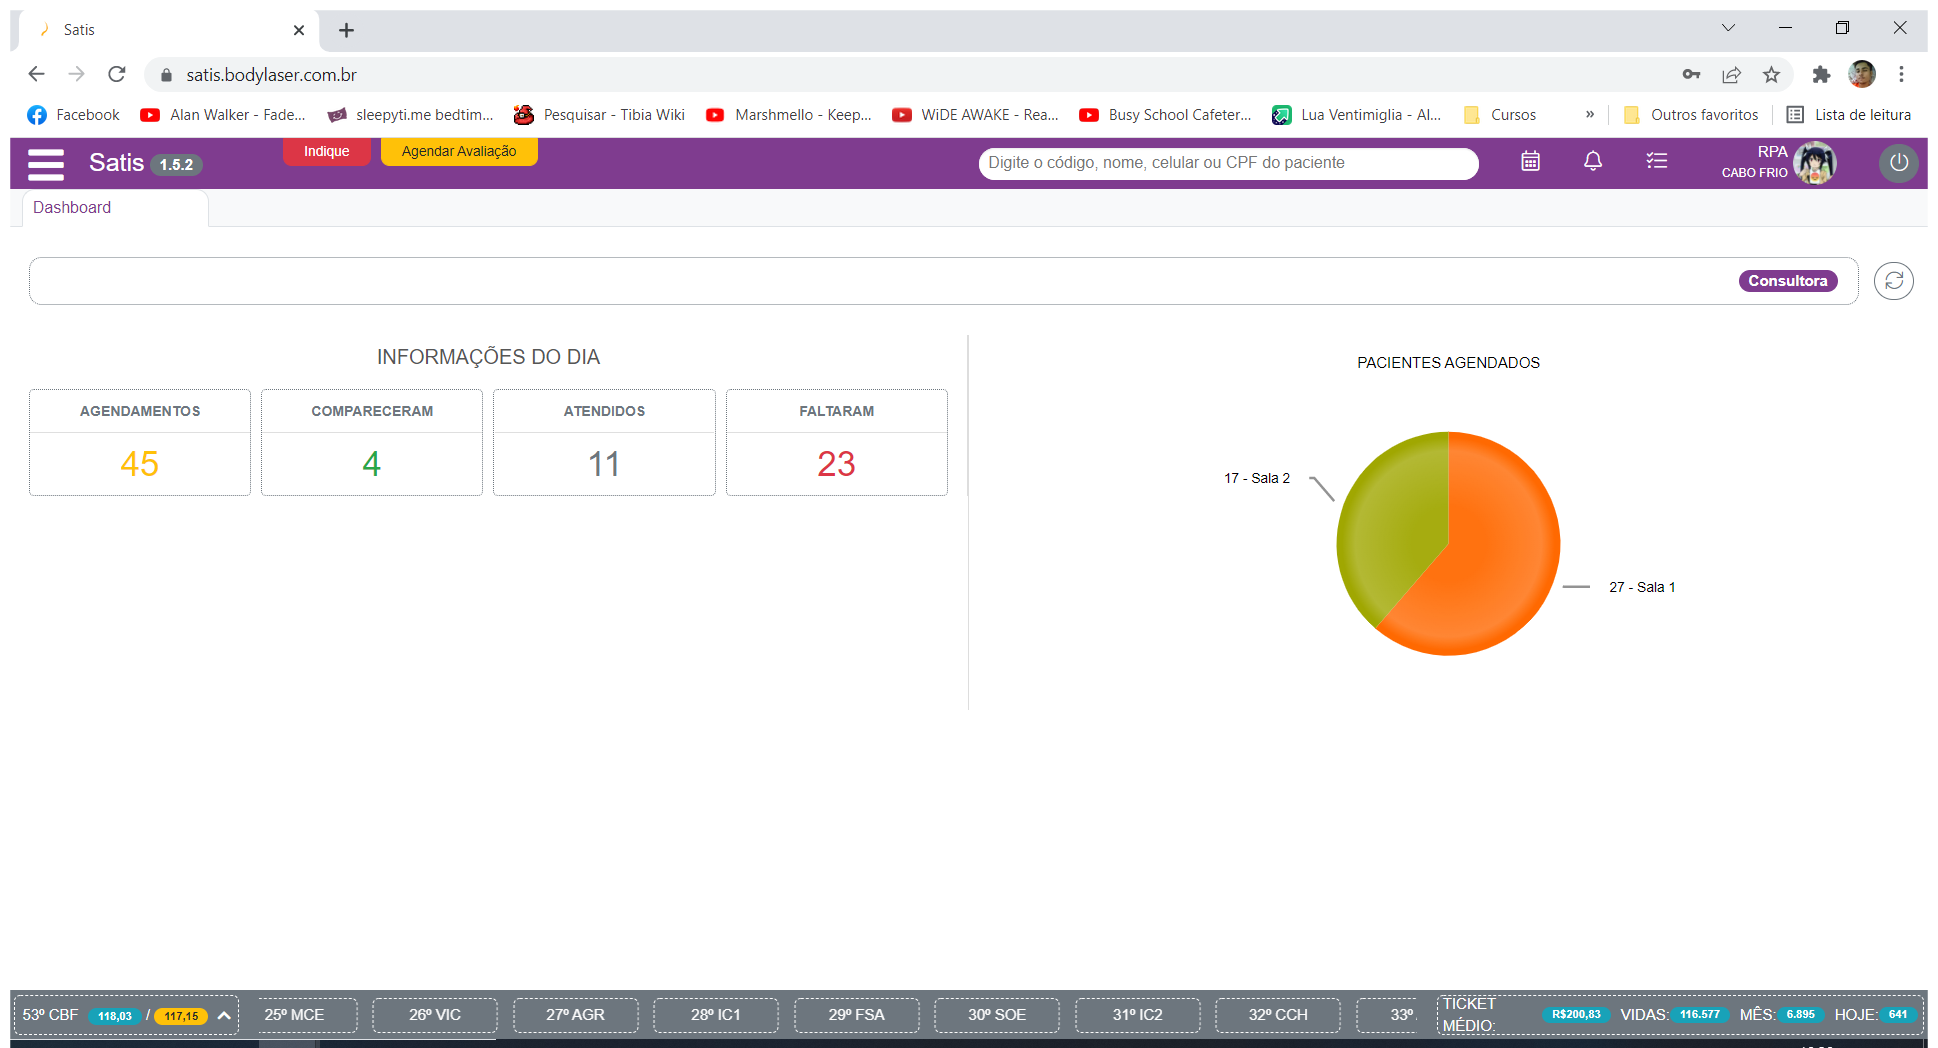 Satis
satis.bodylaser.com.br
Facebook
Alan Walker - Fade...
sleepyti.me bedtim...
Pesquisar - Tibia Wiki
Marshmello - Keep...
WiDE AWAKE - Rea...
Busy School Cafeter...
Lua Ventimiglia - Al...
Cursos
»
Outros favoritos
Lista de leitura
Satis 1.5.2
Indique
Agendar Avaliação
Digite o código, nome, celular ou CPF do paciente
RPA
CABO FRIO
Dashboard
Consultora
INFORMAÇÕES DO DIA
AGENDAMENTOS
45
COMPARECERAM
4
ATENDIDOS
11
FALTARAM
23
PACIENTES AGENDADOS
17 - Sala 2
27 - Sala 1
53º CBF 118,03 / 117,15
25º MCE
26º VIC
27º AGR
28º IC1
29º FSA
30º SOE
31º IC2
32º CCH
33º
TICKET MÉDIO: R$200,83 VIDAS: 116.577 MÊS: 6.895 HOJE: 641